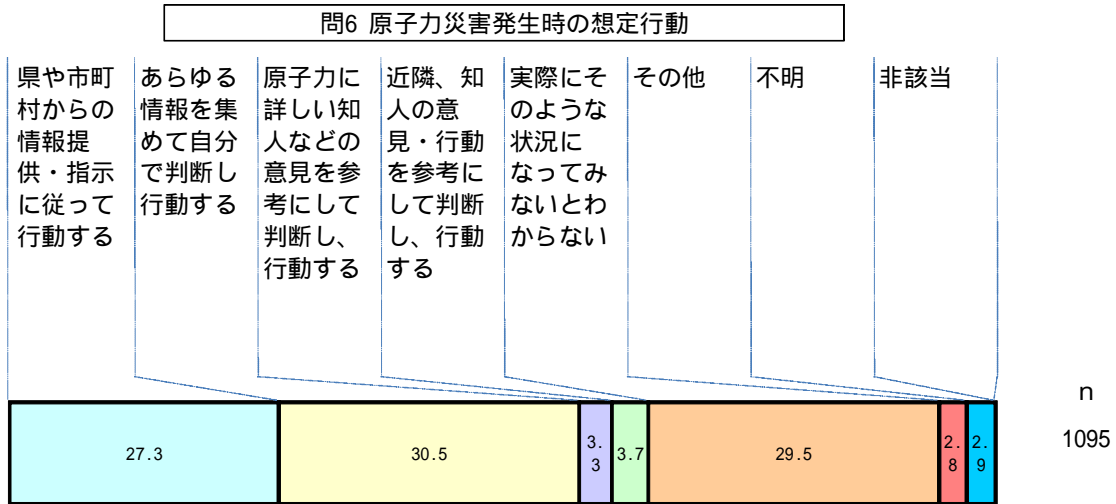 問6 原子力災害発生時の想定行動
県や市町
村からの
情報提
供・指示
に従って
行動する
あらゆる
情報を集
めて自分
で判断し
行動する
原子力に
詳しい知
人などの
意見を参
考にして
判断し、
行動する
近隣、知
人の意
見・行動
を参考に
して判断
し、行動
する
実際にそ
のような
状況に
なってみ
ないとわ
からない
その他
不明
非該当
27.3
30.5
3.
3
3.7
29.5
2.
8
2.
9
n
1095